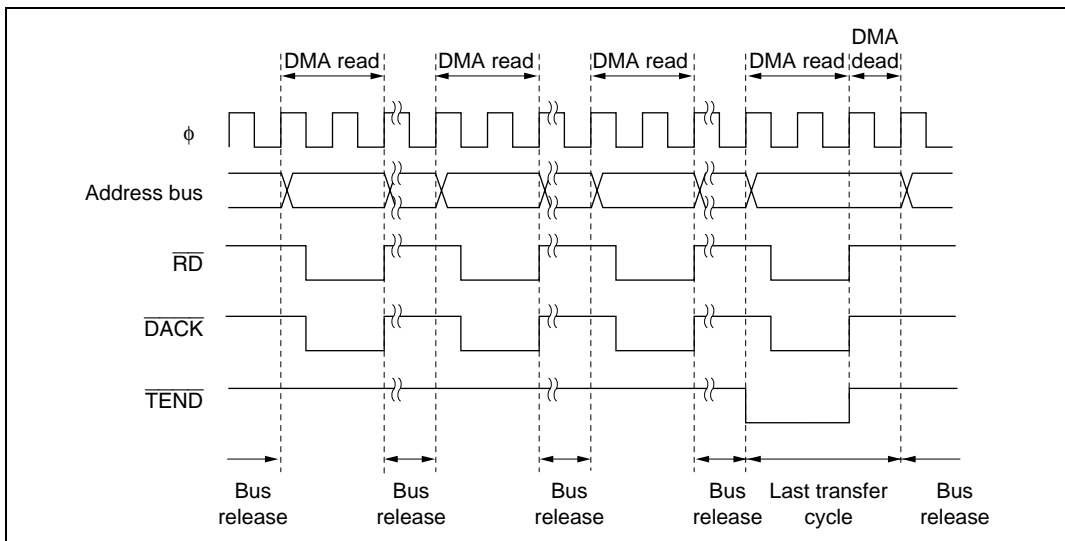 DMA read
DMA read
DMA read
DMA read
DMA
dead
φ
Address bus
RD
DACK
TEND
Bus
release
Bus
release
Bus
release
Bus
release
Last transfer
cycle
Bus
release